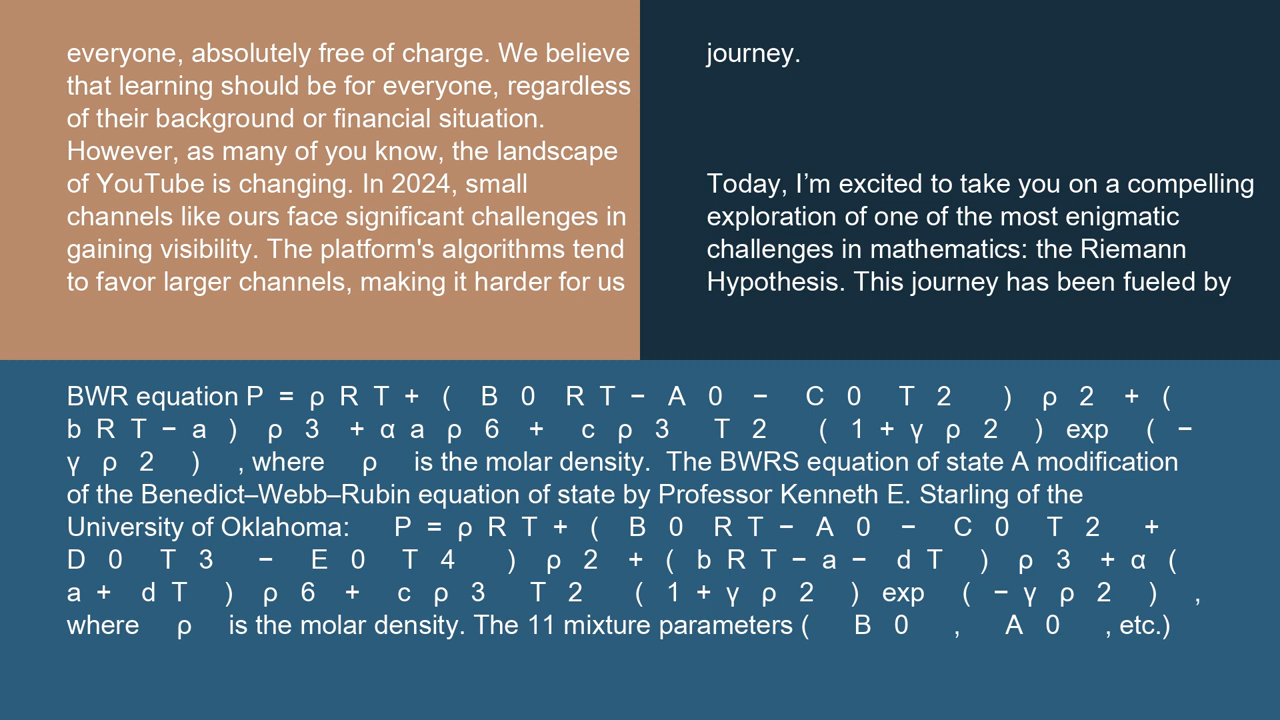 everyone, absolutely free of charge. We believe
that learning should be for everyone, regardless
of their background or financial situation.
However, as many of you know, the landscape
of YouTube is changing. In 2024, small
channels like ours face significant challenges in
gaining visibility. The platform's algorithms tend
to favor larger channels, making it harder for us
journey.
Today, I’m excited to take you on a compelling
exploration of one of the most enigmatic
challenges in mathematics: the Riemann
Hypothesis. This journey has been fueled by
BWR equation P = ρ R T + ( B 0 R T − A 0 − C 0 T 2 ) ρ 2 + (
b R T − a ) ρ 3 + α a ρ 6 + c ρ 3 T 2 ( 1 + γ ρ 2 ) exp ( −
γ ρ 2 ) , where ρ is the molar density. The BWRS equation of state A modification
of the Benedict–Webb–Rubin equation of state by Professor Kenneth E. Starling of the
University of Oklahoma: P = ρ R T + ( B 0 R T − A 0 − C 0 T 2 +
D 0 T 3 − E 0 T 4 ) ρ 2 + ( b R T − a − d T ) ρ 3 + α (
a + d T ) ρ 6 + c ρ 3 T 2 ( 1 + γ ρ 2 ) exp ( − γ ρ 2 ) ,
where ρ is the molar density. The 11 mixture parameters ( B 0 , A 0 , etc.)